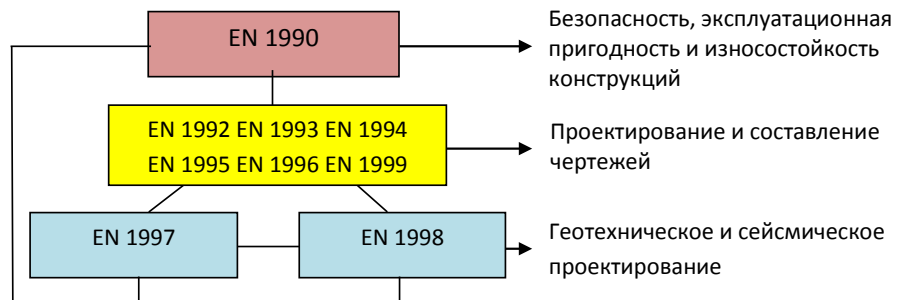 EN 1990
Безопасность, эксплуатационная
пригодность и износостойкость
конструкций
EN 1992 EN 1993 EN 1994
EN 1995 EN 1996 EN 1999
Проектирование и составление
чертежей
EN 1997
EN 1998
Геотехническое и сейсмическое
проектирование